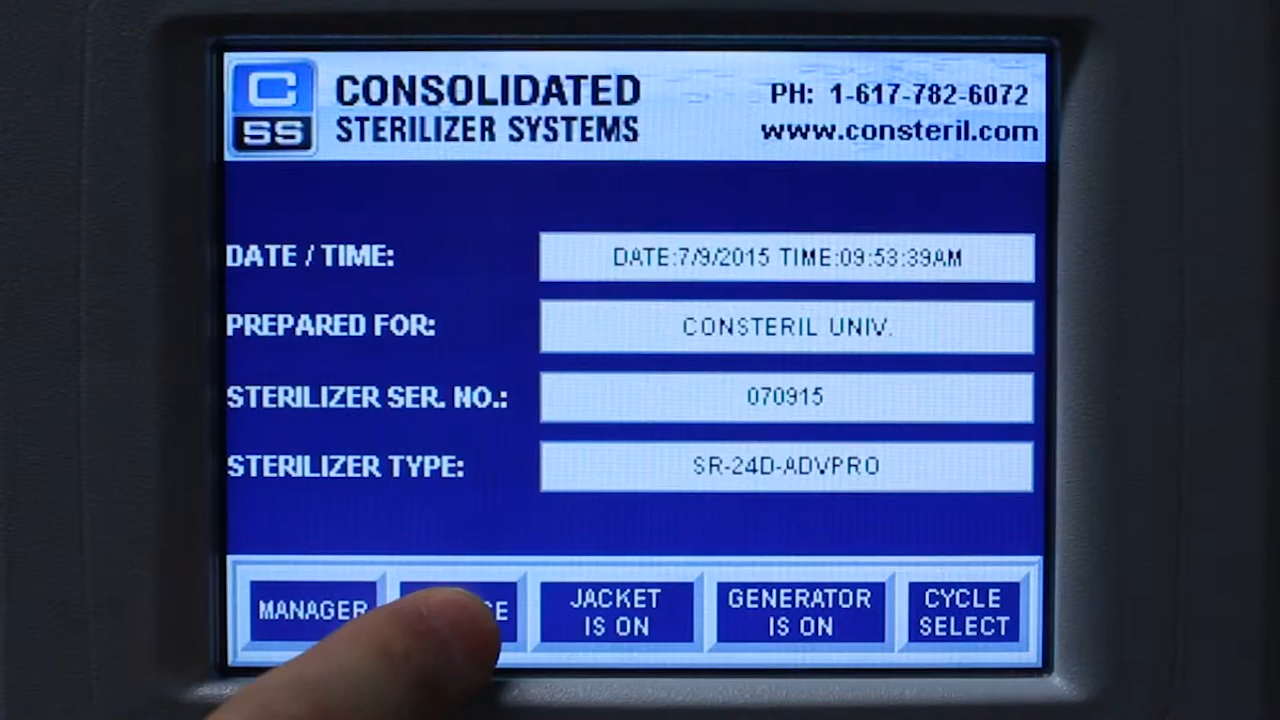 C
CSS
CONSOLIDATED
STERILIZER SYSTEMS
PH: 1-617-782-6072
www.consteril.com
DATE / TIME:
DATE:7/9/2015 TIME:09:53:39AM
PREPARED FOR:
CONSTERIL UNIV.
STERILIZER SER. NO.:
070915
STERILIZER TYPE:
SR-24D-ADVPRO
MANAGER
JACKET
IS ON
GENERATOR
IS ON
CYCLE
SELECT